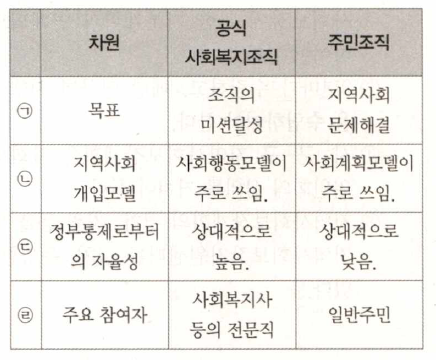 차원 공식 사회복지조직 주민조직
㉠ 목표 조직의 미션달성 지역사회 문제해결
㉡ 지역사회 개입모델 사회행동모델이 주로 쓰임. 사회계획모델이 주로 쓰임.
㉢ 정부통제로부터의 자율성 상대적으로 높음. 상대적으로 낮음.
㉣ 주요 참여자 사회복지사 등의 전문직 일반주민